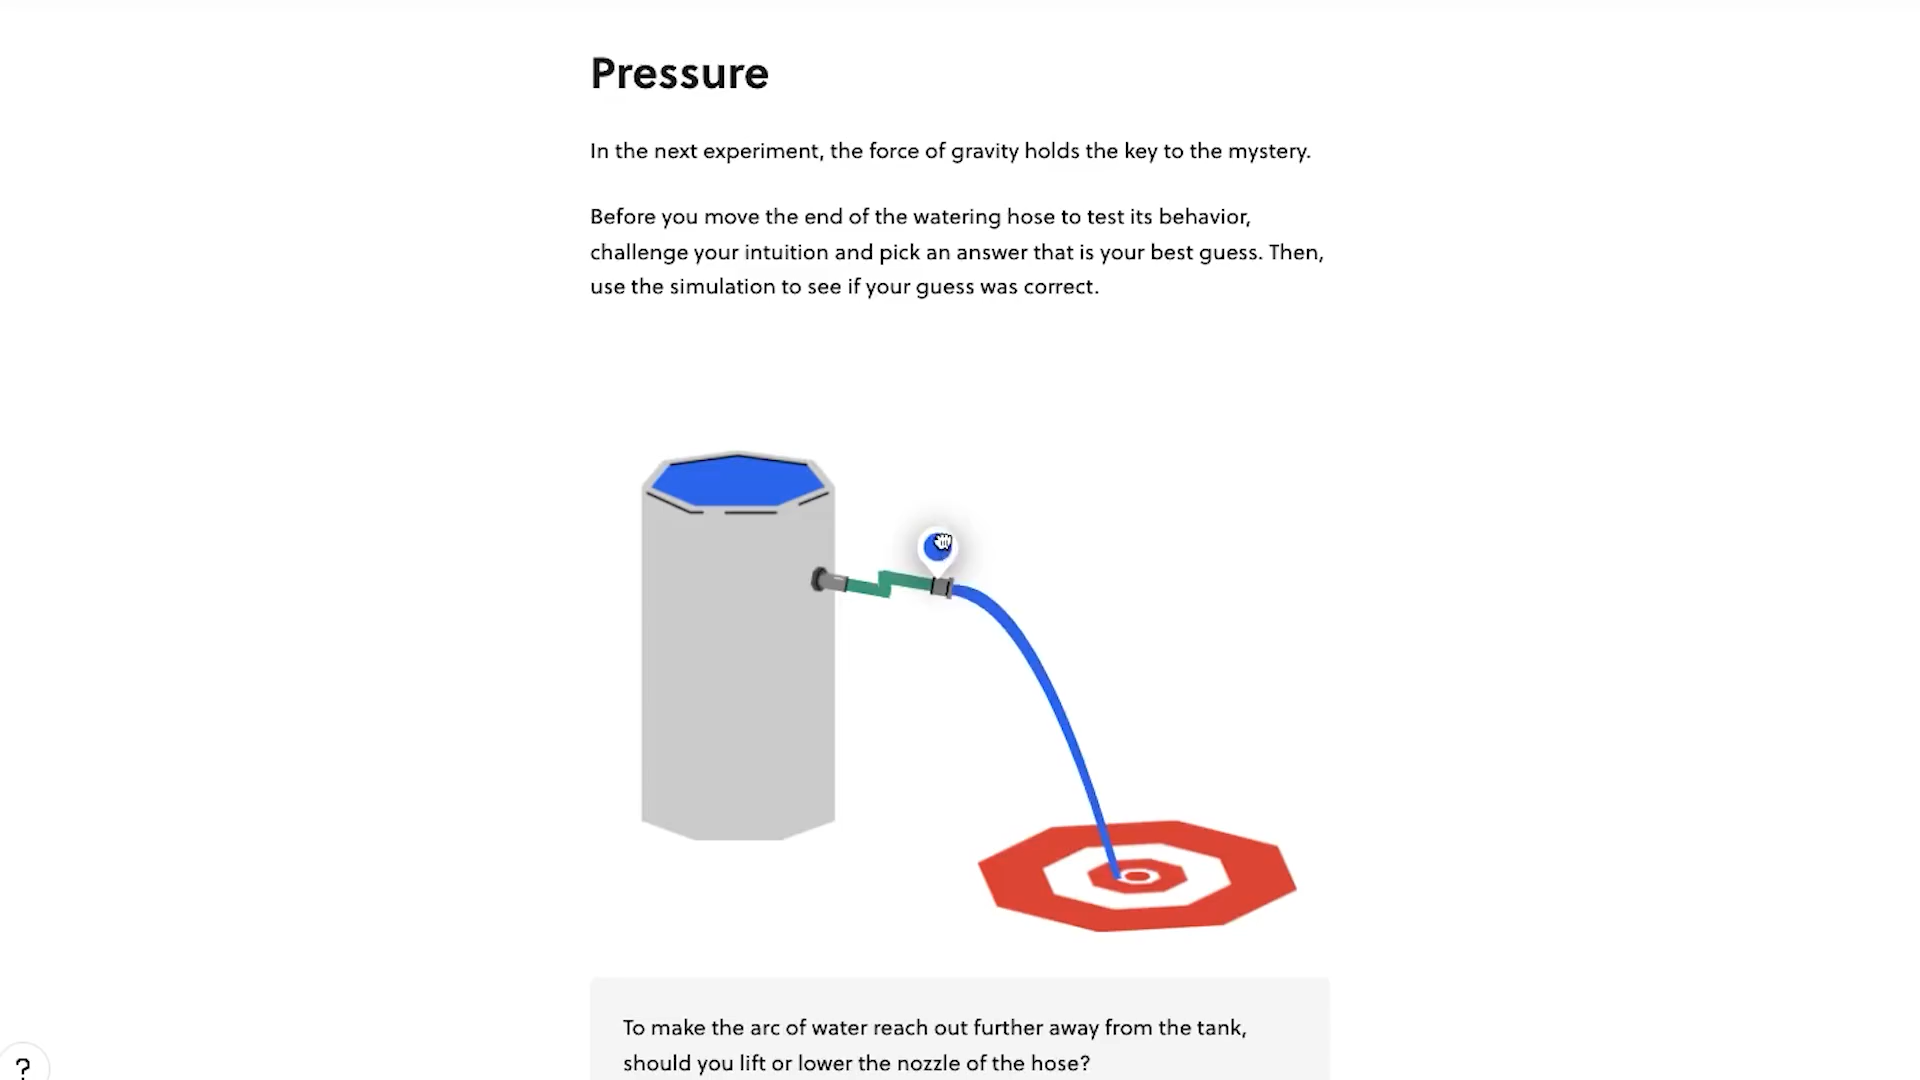 Pressure
In the next experiment, the force of gravity holds the key to the mystery.
Before you move the end of the watering hose to test its behavior,
challenge your intuition and pick an answer that is your best guess. Then,
use the simulation to see if your guess was correct.
To make the arc of water reach out further away from the tank,
should you lift or lower the nozzle of the hose?
?